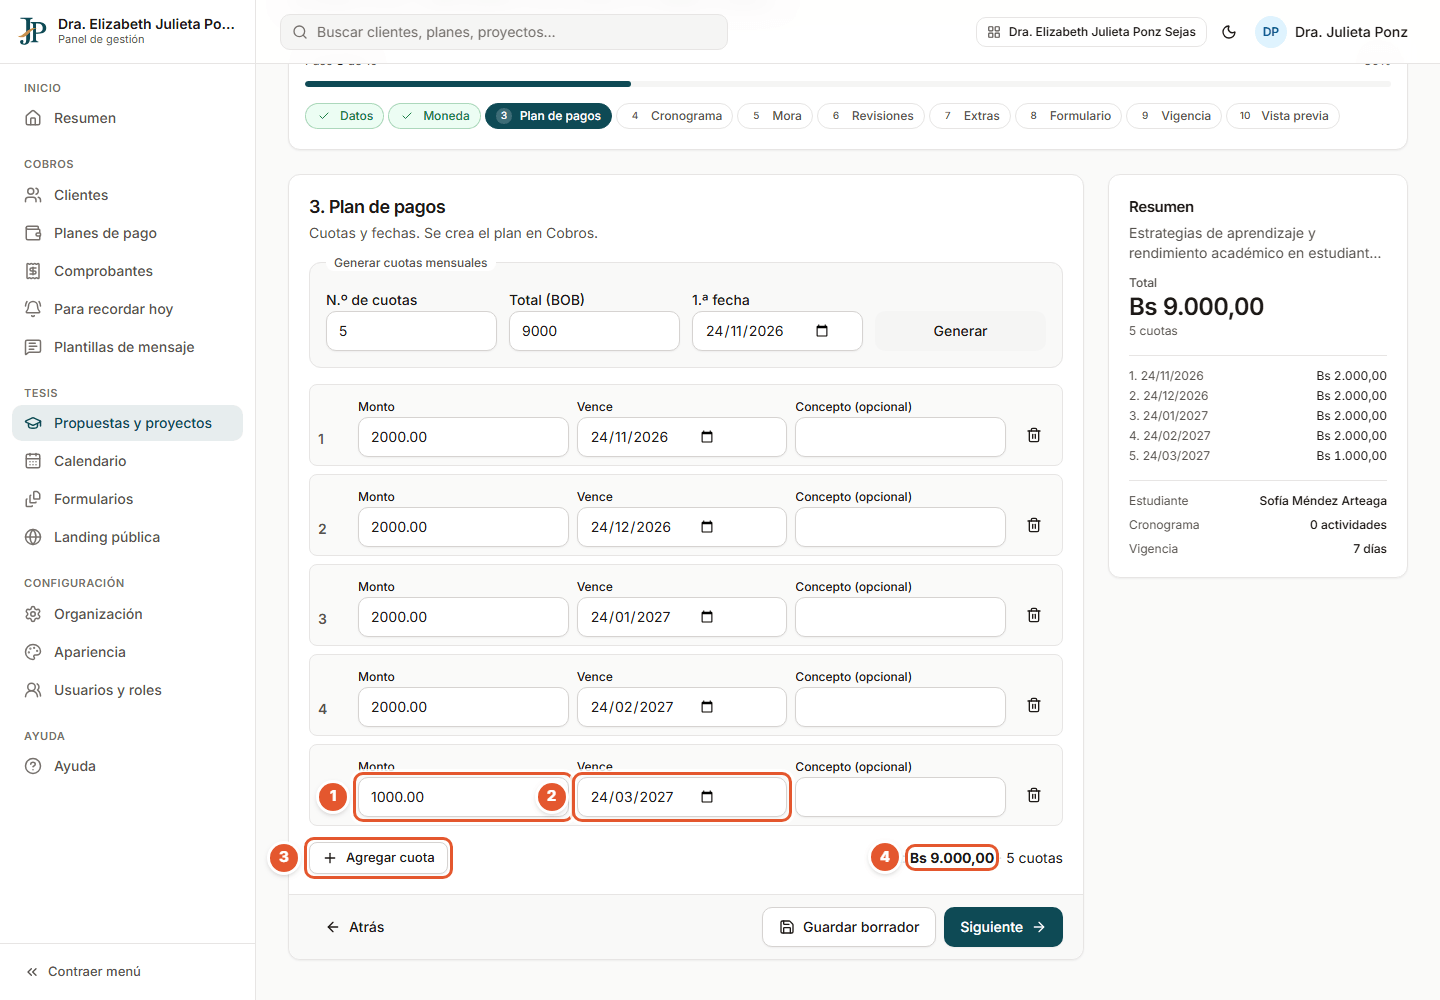 Dra. Elizabeth Julieta Po...
Panel de gestión
Buscar clientes, planes, proyectos...
Dra. Elizabeth Julieta Ponz Sejas
DP
Dra. Julieta Ponz
INICIO
Resumen
COBROS
Clientes
Planes de pago
Comprobantes
Para recordar hoy
Plantillas de mensaje
TESIS
Propuestas y proyectos
Calendario
Formularios
Landing pública
CONFIGURACIÓN
Organización
Apariencia
Usuarios y roles
AYUDA
Ayuda
Contraer menú
Datos
Moneda
3 Plan de pagos
4 Cronograma
5 Mora
6 Revisiones
7 Extras
8 Formulario
9 Vigencia
10 Vista previa
3. Plan de pagos
Cuotas y fechas. Se crea el plan en Cobros.
Generar cuotas mensuales
N.º de cuotas
Total (BOB)
1.ª fecha
5
9000
24/11/2026
Generar
Monto
Vence
Concepto (opcional)
1
2000.00
24/11/2026
Monto
Vence
Concepto (opcional)
2
2000.00
24/12/2026
Monto
Vence
Concepto (opcional)
3
2000.00
24/01/2027
Monto
Vence
Concepto (opcional)
4
2000.00
24/02/2027
Monto
Vence
Concepto (opcional)
1
1000.00
2
24/03/2027
3
Agregar cuota
4
Bs 9.000,00 5 cuotas
Atrás
Guardar borrador
Siguiente
Resumen
Estrategias de aprendizaje y
rendimiento académico en estudiant...
Total
Bs 9.000,00
5 cuotas
1. 24/11/2026 Bs 2.000,00
2. 24/12/2026 Bs 2.000,00
3. 24/01/2027 Bs 2.000,00
4. 24/02/2027 Bs 2.000,00
5. 24/03/2027 Bs 1.000,00
Estudiante Sofía Méndez Arteaga
Cronograma 0 actividades
Vigencia 7 días